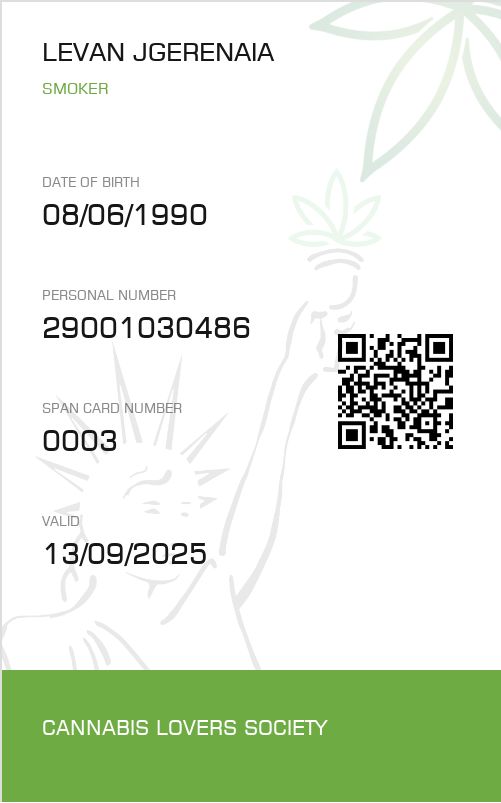 LEVAN JGERENAIA
SMOKER
DATE OF BIRTH
08/06/1990
PERSONAL NUMBER
29001030486
SPAN CARD NUMBER
0003
VALID
13/09/2025
CANNABIS LOVERS SOCIETY